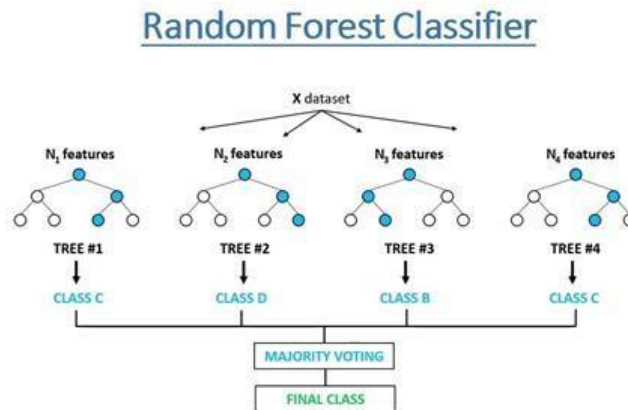 Random Forest Classifier
X dataset
N₁ features N₂ features N₃ features N₄ features
TREE #1 TREE #2 TREE #3 TREE #4
CLASS C CLASS D CLASS B CLASS C
MAJORITY VOTING
FINAL CLASS